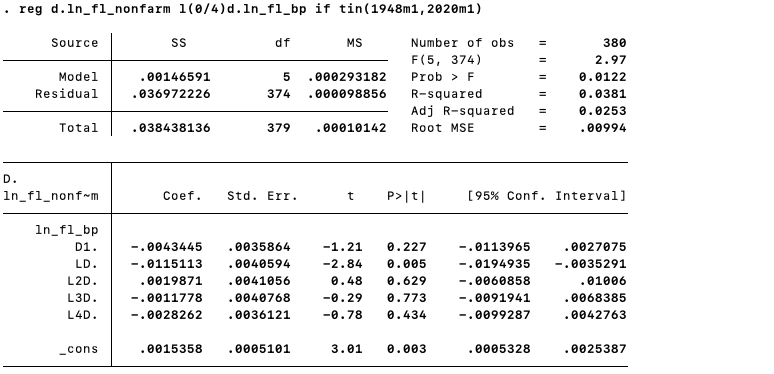 . reg d.ln_fl_nonfarm l(0/4)d.ln_fl_bp if tin(1948m1,2020m1)
Source SS df MS Number of obs = 380
F(5, 374) = 2.97
Model .00146591 5 .000293182 Prob > F = 0.0122
Residual .036972226 374 .000098856 R-squared = 0.0381
Adj R-squared = 0.0253
Total .038438136 379 .00010142 Root MSE = .00994
D.
ln_fl_nonf~m Coef. Std. Err. t P>|t| [95% Conf. Interval]
ln_fl_bp
D1. -.0043445 .0035864 -1.21 0.227 -.0113965 .0027075
LD. -.0115113 .0040594 -2.84 0.005 -.0194935 -.0035291
L2D. .0019871 .0041056 0.48 0.629 -.0060858 .01006
L3D. -.0011778 .0040768 -0.29 0.773 -.0091941 .0068385
L4D. -.0028262 .0036121 -0.78 0.434 -.0099287 .0042763
_cons .0015358 .0005101 3.01 0.003 .0005328 .0025387